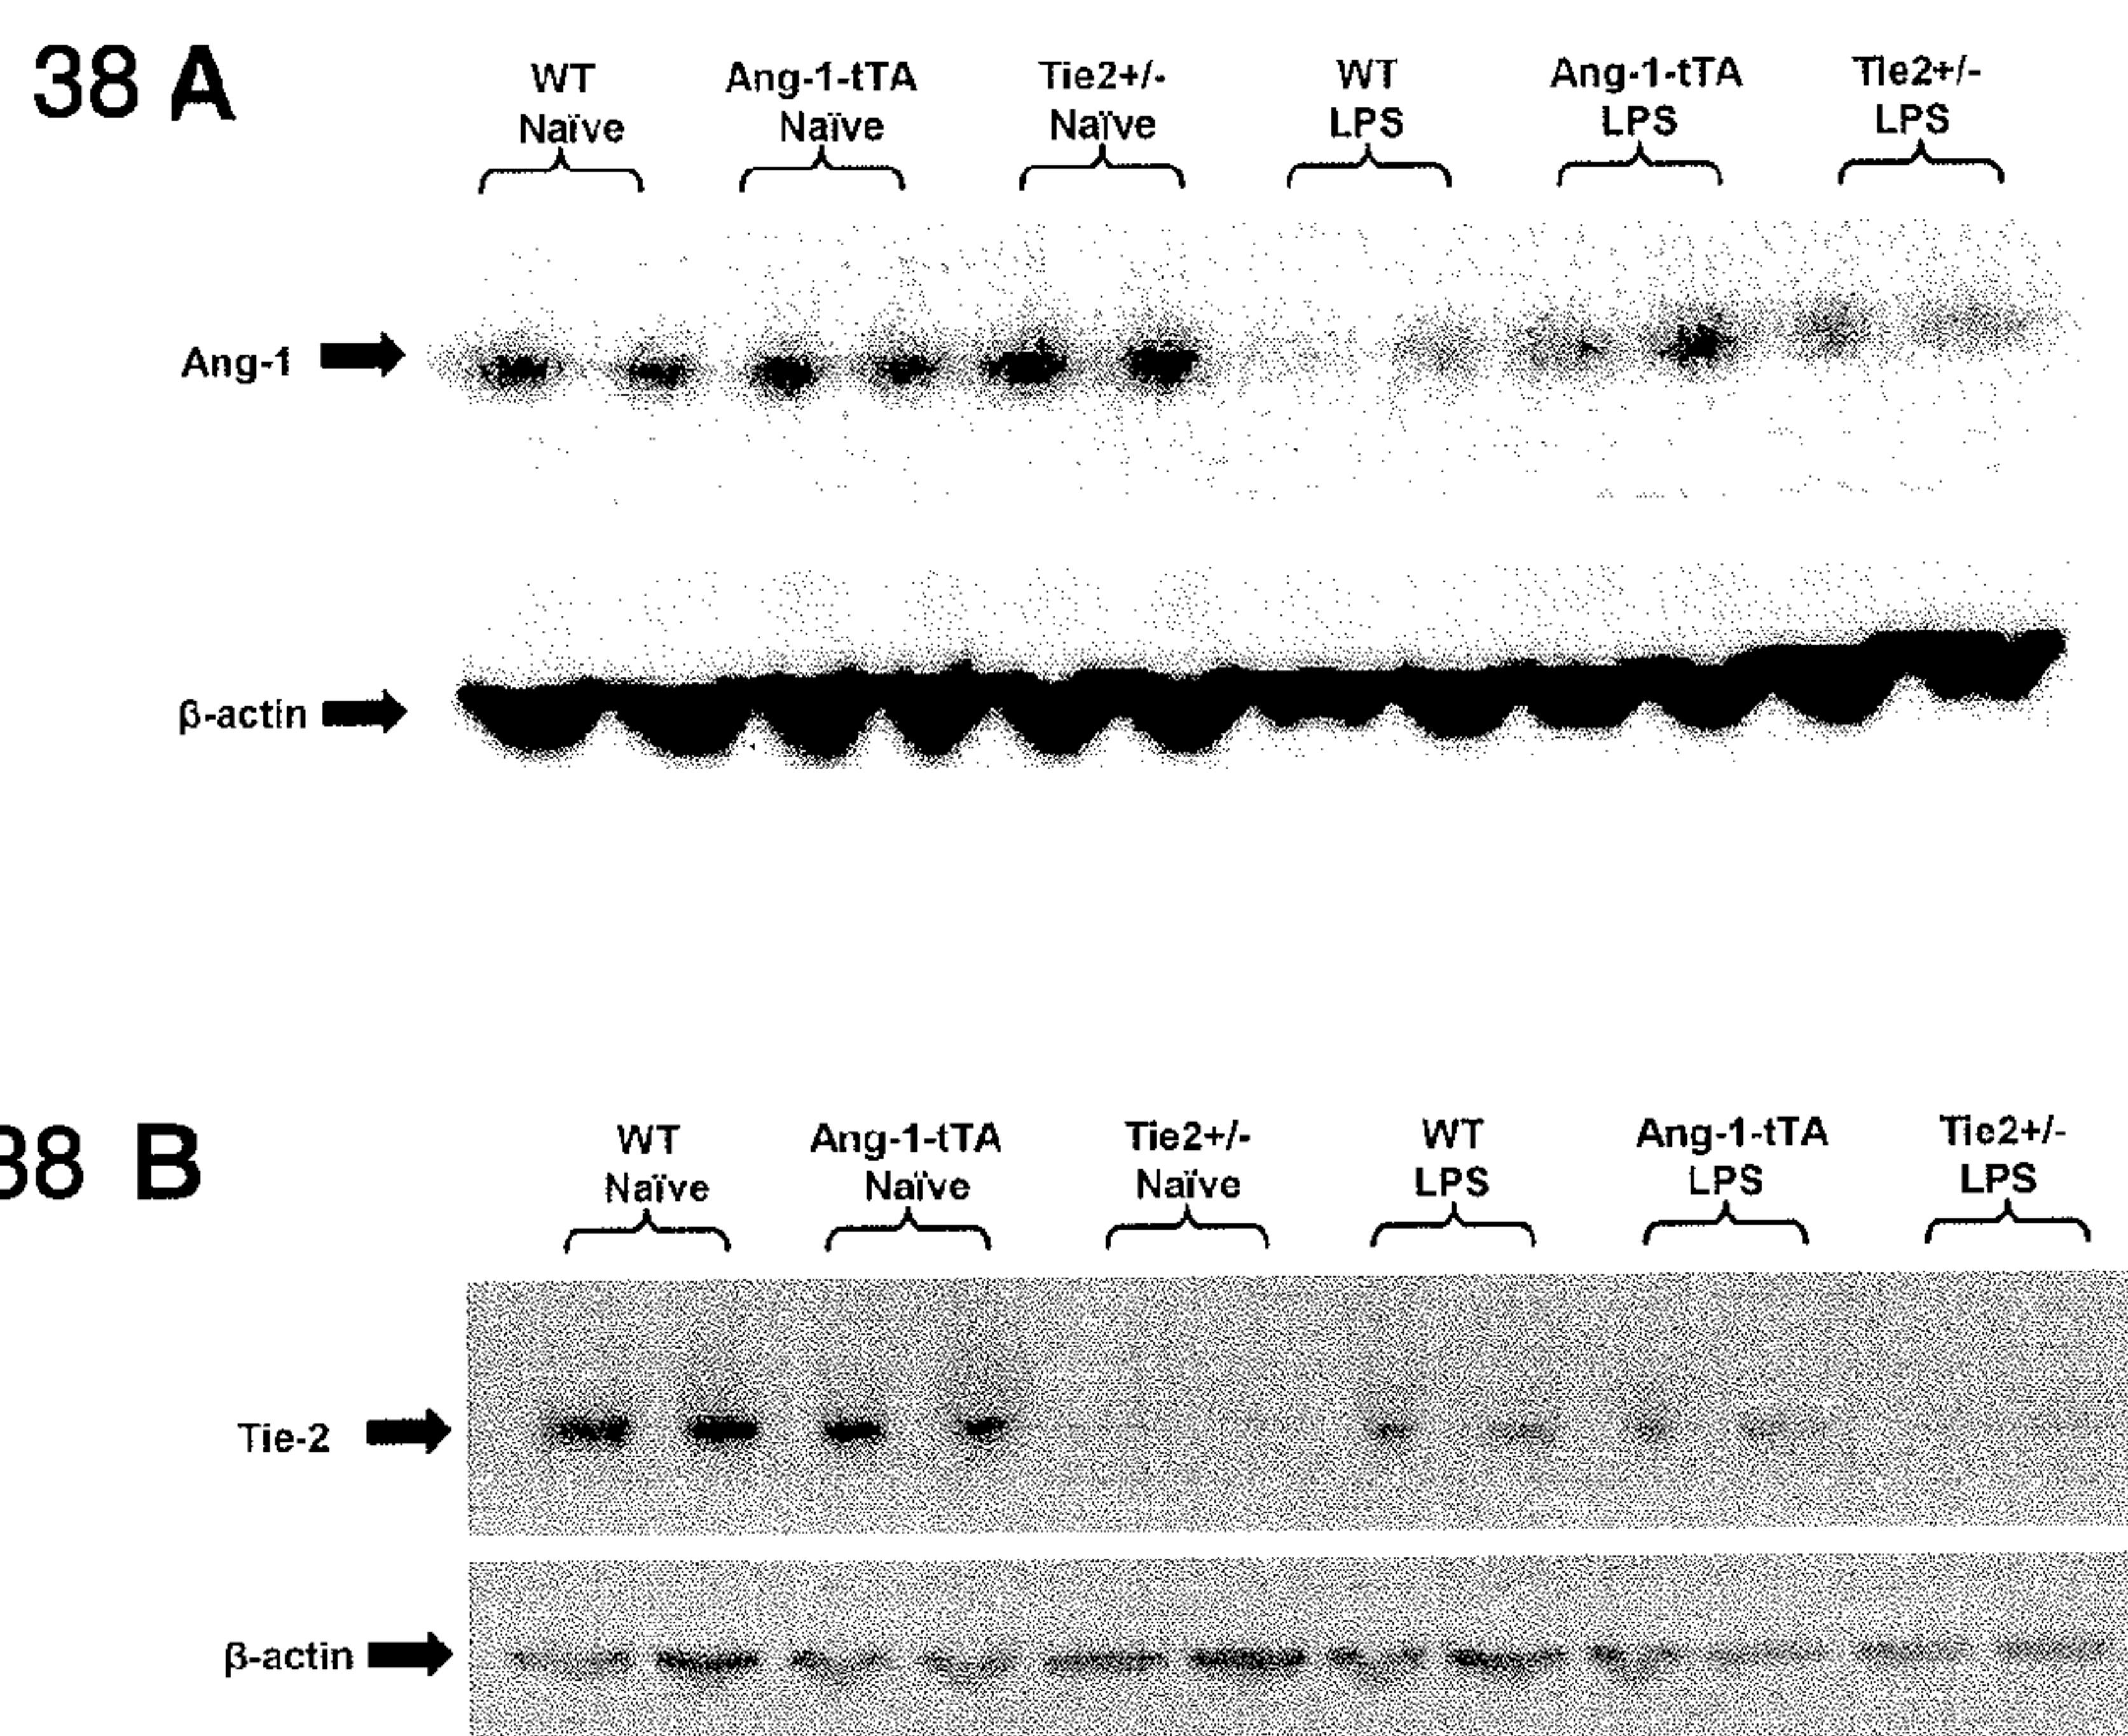 38 A
WT Ang-1-tTA Tie2+/- WT Ang-1-tTA Tie2+/-
Naïve Naïve Naïve LPS LPS LPS
Ang-1
β-actin
38 B
WT Ang-1-tTA Tie2+/- WT Ang-1-tTA Tie2+/-
Naïve Naïve Naïve LPS LPS LPS
Tie-2
β-actin